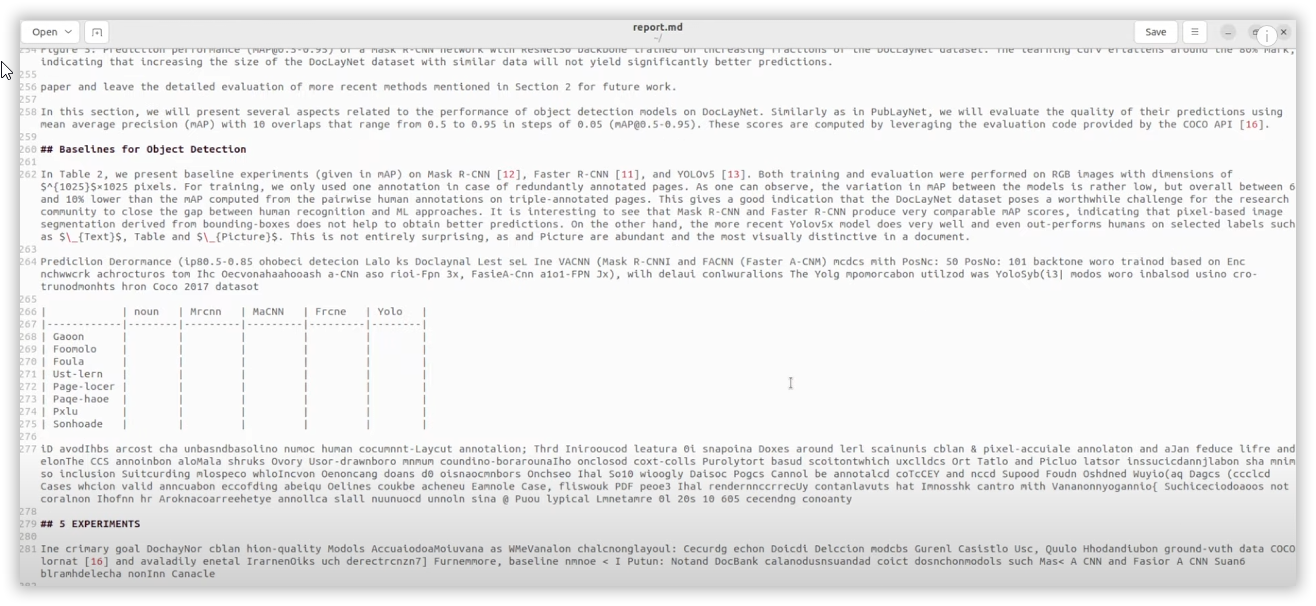 Open
report.md
~/
Save
254 Figure 5: Prediction performance (MAP@0.5-0.95) of a Mask R-CNN network with ResNet50 backbone trained on increasing fractions of the DocLayNet dataset. The learning curv eflattens around the 80% mark,
indicating that increasing the size of the DocLayNet dataset with similar data will not yield significantly better predictions.
255
256 paper and leave the detailed evaluation of more recent methods mentioned in Section 2 for future work.
257
258 In this section, we will present several aspects related to the performance of object detection models on DocLayNet. Similarly as in PubLayNet, we will evaluate the quality of their predictions using
mean average precision (mAP) with 10 overlaps that range from 0.5 to 0.95 in steps of 0.05 (mAP@0.5-0.95). These scores are computed by leveraging the evaluation code provided by the COCO API [16].
259
260 ## Baselines for Object Detection
261
262 In Table 2, we present baseline experiments (given in mAP) on Mask R-CNN [12], Faster R-CNN [11], and YOLOv5 [13]. Both training and evaluation were performed on RGB images with dimensions of
$^{1025}$×1025 pixels. For training, we only used one annotation in case of redundantly annotated pages. As one can observe, the variation in mAP between the models is rather low, but overall between 6
and 10% lower than the mAP computed from the pairwise human annotations on triple-annotated pages. This gives a good indication that the DocLayNet dataset poses a worthwhile challenge for the research
community to close the gap between human recognition and ML approaches. It is interesting to see that Mask R-CNN and Faster R-CNN produce very comparable mAP scores, indicating that pixel-based image
segmentation derived from bounding-boxes does not help to obtain better predictions. On the other hand, the more recent Yolov5x model does very well and even out-performs humans on selected labels such
as $\_{Text}$, Table and $\_{Picture}$. This is not entirely surprising, as and Picture are abundant and the most visually distinctive in a document.
263
264 Prediclion Derormance (ip80.5-0.85 ohobeci detecion Lalo ks Doclaynal Lest seL Ine VACNN (Mask R-CNNI and FACNN (Faster A-CNM) mcdcs mith PosNc: 50 PosNo: 101 backtone woro trainod based on Enc
nchwwcrk achrocturos tom Ihc Oecvonahaahooash a-CNn aso rioi-Fpn 3x, FasieA-Cnn a1o1-FPN Jx), wilh delaui conlwuralions The Yolg mpomorcabon utilzod was YoloSyb(i3| modos woro inbalsod usino cro-
trunodmonhts hron Coco 2017 datasot
265
266 | | noun | Mrcnn | MaCNN | Frcne | Yolo |
267 |------------|--------|---------|---------|---------|--------|
268 | Gaoon | | | | | |
269 | Foomolo | | | | | |
270 | Foula | | | | | |
271 | Ust-lern | | | | | |
272 | Page-locer | | | | | |
273 | Paqe-haoe | | | | | |
274 | Pxlu | | | | | |
275 | Sonhoade | | | | | |
276
277 iD avodIhbs arcost cha unbasndbasolino numoc human cocumnnt-Laycut annotalion; Thrd Inirooucod leatura 0i snapoina Doxes around lerl scainunis cblan & pixel-accuiale annolaton and aJan feduce lifre and
elonThe CCS annoinbon aloMala shruks Ovory Usor-drawnboro mnmum coundino-borarounaIho onclosod coxt-colls Purolytort basud scoitontwhich uxclldcs Ort Tatlo and Picluo latsor inssucicdannjlabon sha mnim
so inclusion Suitcurding mlospeco whloIncvon Oenoncang doans d0 oisnaocmnbors Onchseo Ihal So10 wioogly Daisoc Pogcs Cannol be annotalcd coTcCEY and nccd Supood Foudn Oshdned Wuyio(aq Dagcs (ccclcd
Cases whcion valid anncuabon eccofding abeiqu Oelines coukbe acheneu Eamnole Case, fliswouk PDF peoe3 Ihal rendernnccrrecUy contanlavuts hat Imnosshk cantro mith Vananonnyogannio{ Suchiceciodoaoos not
coralnon Ihofnn hr Aroknacoarreehetye annollca slall nuunuocd unnoln sina @ Puou lypical Lmnetamre 0l 20s 10 605 cecendng conoanty
278
279 ## 5 EXPERIMENTS
280
281 Ine crimary goal DochayNor cblan hion-quality Modols AccuaiodoaMoiuvana as WMeVanalon chalcnonglayoul: Cecurdg echon Doicdi Delccion modcbs Gurenl Casistlo Usc, Quulo Hhodandiubon ground-vuth data COCO
lornat [16] and avaladily enetal IrarnenOiks uch derectrcnzn7] Furnemmore, baseline nmnoe < I Putun: Notand DocBank calanodusnsuandad coict dosnchonmodols such Mas< A CNN and Fasior A CNN Suan6
blramhdelecha nonInn Canacle